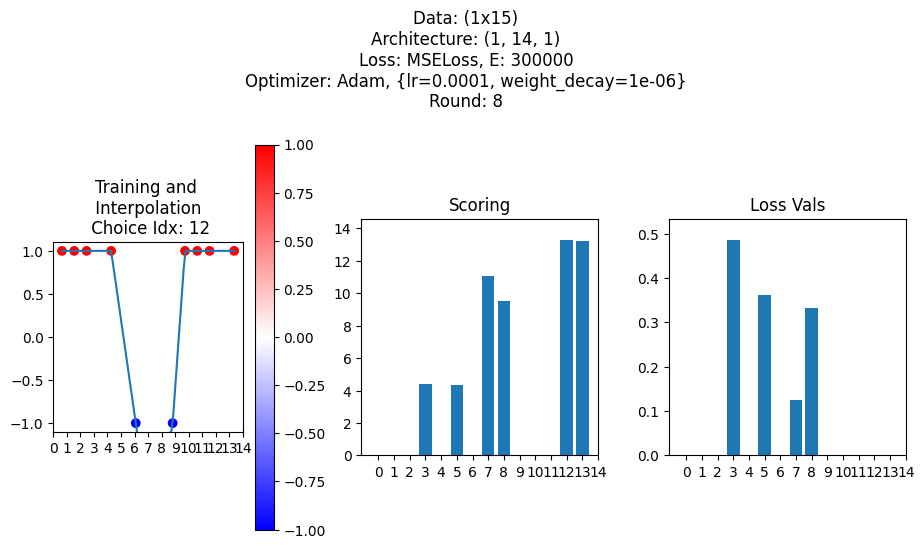 Data: (1x15)
Architecture: (1, 14, 1)
Loss: MSELoss, E: 300000
Optimizer: Adam, {lr=0.0001, weight_decay=1e-06}
Round: 8
Training and
Interpolation
Choice Idx: 12
1.0
0.5
0.0
−0.5
−1.0
0 1 2 3 4 5 6 7 8 9 10 11 12 13 14
1.00
0.75
0.50
0.25
0.00
−0.25
−0.50
−0.75
−1.00
Scoring
14
12
10
8
6
4
2
0
0 1 2 3 4 5 6 7 8 9 10 11 12 13 14
Loss Vals
0.5
0.4
0.3
0.2
0.1
0.0
0 1 2 3 4 5 6 7 8 9 10 11 12 13 14